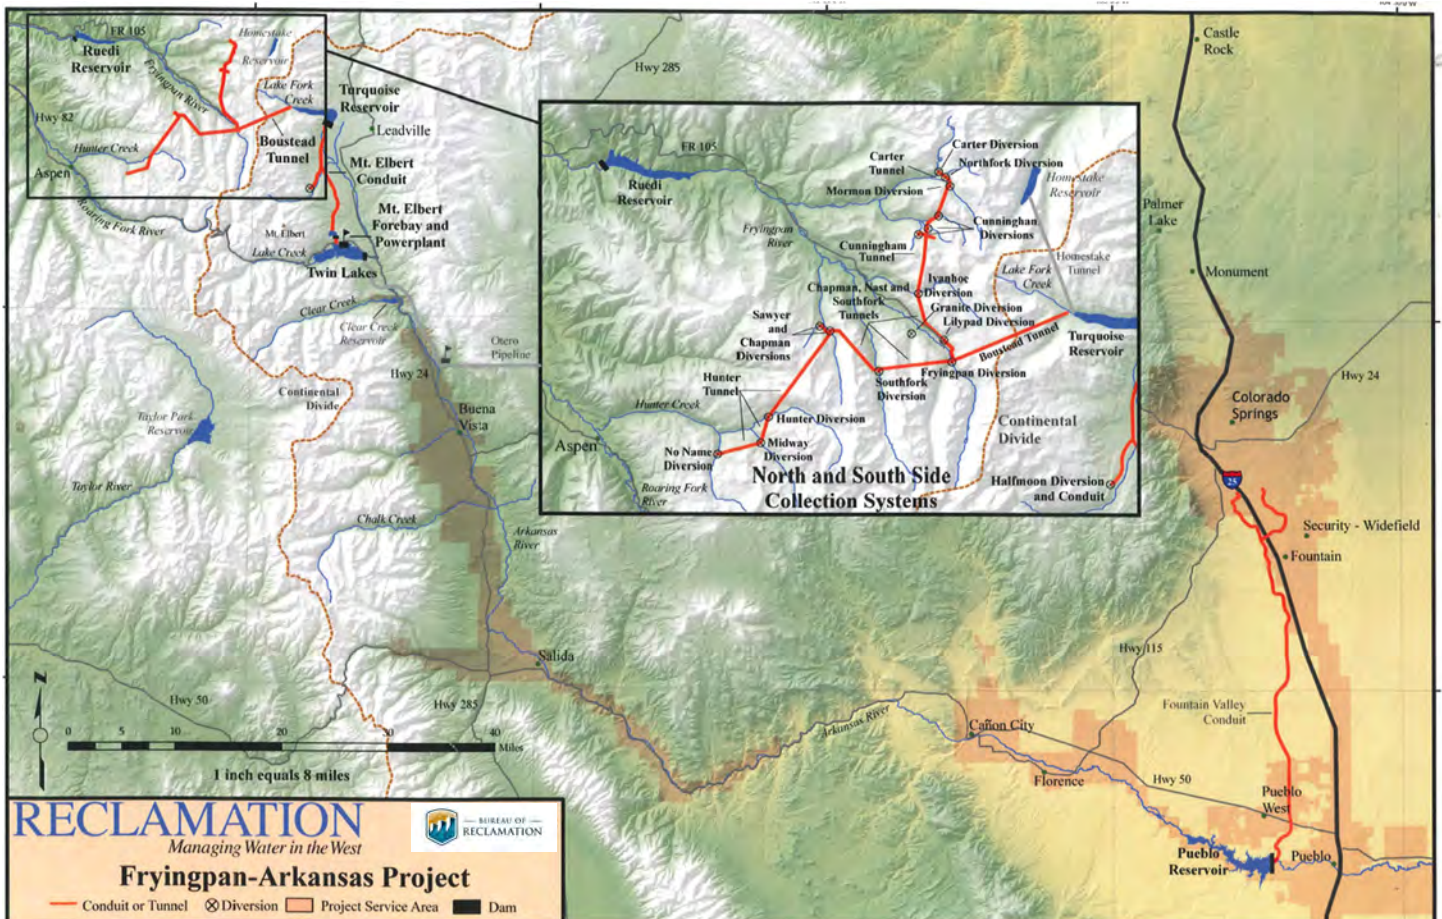 FR 105
Homestake
Reservoir
Ruedi
Reservoir
Fryingpan River
Lake Fork
Creek
Turquoise
Reservoir
Hwy 82
Leadville
Hunter Creek
Boustead
Tunnel
Aspen
Mt. Elbert
Conduit
Roaring Fork River
Mt. Elbert
Mt. Elbert
Forebay and
Powerplant
Lake Creek
Twin Lakes
Clear Creek
Clear Creek
Reservoir
Otero
Pipeline
Hwy 24
Continental
Divide
Taylor Park
Reservoir
Buena
Vista
Taylor River
Chalk Creek
Arkansas
River
Salida
Hwy 50
Hwy 285
Hwy 285
Castle
Rock
FR 105
Ruedi
Reservoir
Carter
Tunnel
Carter Diversion
Northfork Diversion
Mormon Diversion
Homestake
Reservoir
Fryingpan
River
Cunninghan
Diversions
Cunningham
Tunnel
Homestake
Tunnel
Lake Fork
Creek
Ivanhoe
Diversion
Chapman, Nast and
Southfork
Tunnels
Granite Diversion
Lilypad Diversion
Sawyer
and
Chapman
Diversions
Boustead Tunnel
Turquoise
Reservoir
Fryingpan Diversion
Southfork
Diversion
Hunter
Tunnel
Hunter Creek
Hunter Diversion
Continental
Divide
Aspen
Midway
Diversion
No Name
Diversion
Roaring Fork
River
North and South Side
Collection Systems
Halfmoon Diversion
and Conduit
Palmer
Lake
Monument
Hwy 24
Colorado
Springs
25
Security - Widefield
Fountain
Hwy 115
Fountain Valley
Conduit
Arkansas River
Cañon City
Florence
Hwy 50
Pueblo
West
Pueblo
Reservoir
Pueblo
N
0 5 10 20 30 40
Miles
1 inch equals 8 miles
RECLAMATION
Managing Water in the West
BUREAU OF
RECLAMATION
Fryingpan-Arkansas Project
Conduit or Tunnel Diversion Project Service Area Dam